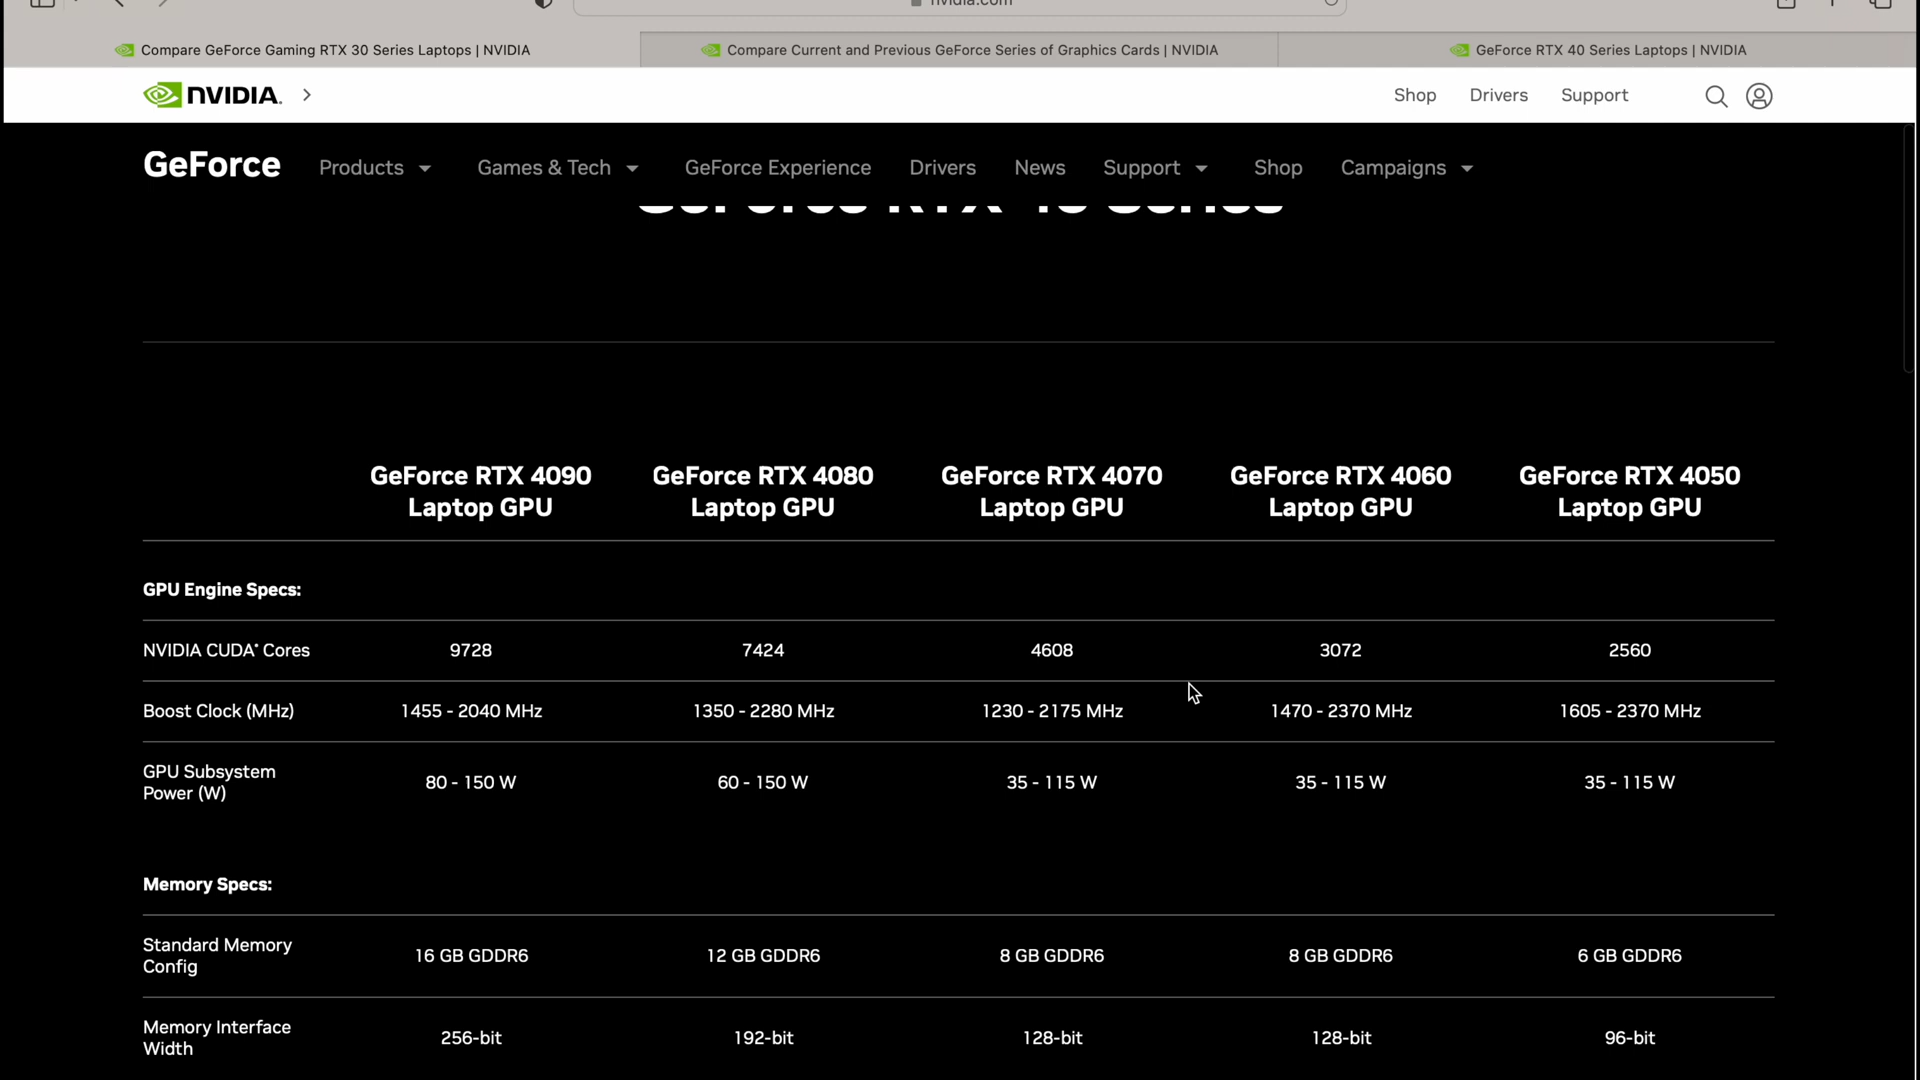 nvidia.com
Compare GeForce Gaming RTX 30 Series Laptops | NVIDIA
Compare Current and Previous GeForce Series of Graphics Cards | NVIDIA
GeForce RTX 40 Series Laptops | NVIDIA
NVIDIA.
Shop Drivers Support
GeForce Products Games & Tech GeForce Experience Drivers News Support Shop Campaigns
GeForce RTX 40 Series
GeForce RTX 4090 Laptop GPU
GeForce RTX 4080 Laptop GPU
GeForce RTX 4070 Laptop GPU
GeForce RTX 4060 Laptop GPU
GeForce RTX 4050 Laptop GPU
GPU Engine Specs:
NVIDIA CUDA® Cores 9728 7424 4608 3072 2560
Boost Clock (MHz) 1455 - 2040 MHz 1350 - 2280 MHz 1230 - 2175 MHz 1470 - 2370 MHz 1605 - 2370 MHz
GPU Subsystem Power (W) 80 - 150 W 60 - 150 W 35 - 115 W 35 - 115 W 35 - 115 W
Memory Specs:
Standard Memory Config 16 GB GDDR6 12 GB GDDR6 8 GB GDDR6 8 GB GDDR6 6 GB GDDR6
Memory Interface Width 256-bit 192-bit 128-bit 128-bit 96-bit